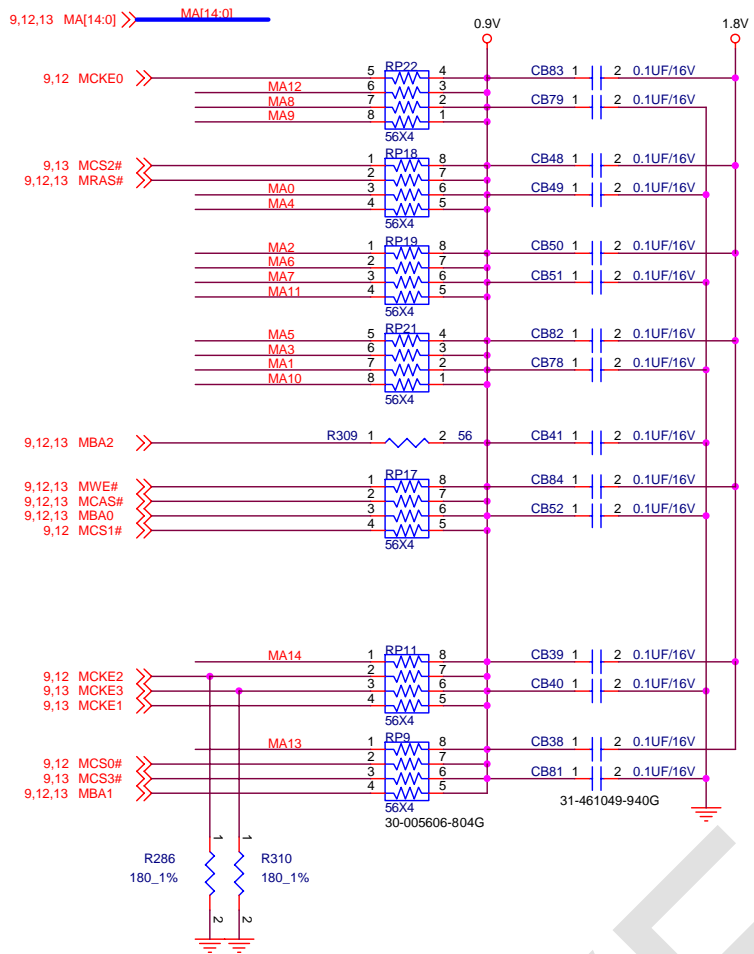 9,12,13 MA[14:0] MA[14:0]
0.9V 1.8V
9,12 MCKE0 5 RP22 4 CB83 1 2 0.1UF/16V
MA12 6 3
MA8 7 2 CB79 1 2 0.1UF/16V
MA9 8 1
56X4
9,13 MCS2# 1 RP18 8 CB48 1 2 0.1UF/16V
9,12,13 MRAS# 2 7
MA0 3 6 CB49 1 2 0.1UF/16V
MA4 4 5
56X4
MA2 1 RP19 8 CB50 1 2 0.1UF/16V
MA6 2 7
MA7 3 6 CB51 1 2 0.1UF/16V
MA11 4 5
56X4
MA5 5 RP21 4 CB82 1 2 0.1UF/16V
MA3 6 3
MA1 7 2 CB78 1 2 0.1UF/16V
MA10 8 1
56X4
9,12,13 MBA2 R309 1 2 56 CB41 1 2 0.1UF/16V
9,12,13 MWE# 1 RP17 8 CB84 1 2 0.1UF/16V
9,12,13 MCAS# 2 7
9,12,13 MBA0 3 6 CB52 1 2 0.1UF/16V
9,12 MCS1# 4 5
56X4
MA14 1 RP11 8 CB39 1 2 0.1UF/16V
9,12 MCKE2 2 7
9,13 MCKE3 3 6 CB40 1 2 0.1UF/16V
9,13 MCKE1 4 5
56X4
MA13 1 RP9 8 CB38 1 2 0.1UF/16V
9,12 MCS0# 2 7
9,13 MCS3# 3 6 CB81 1 2 0.1UF/16V
9,12,13 MBA1 4 5
56X4 31-461049-940G
30-005606-804G
1 1
R286 R310
180_1% 180_1%
2 2